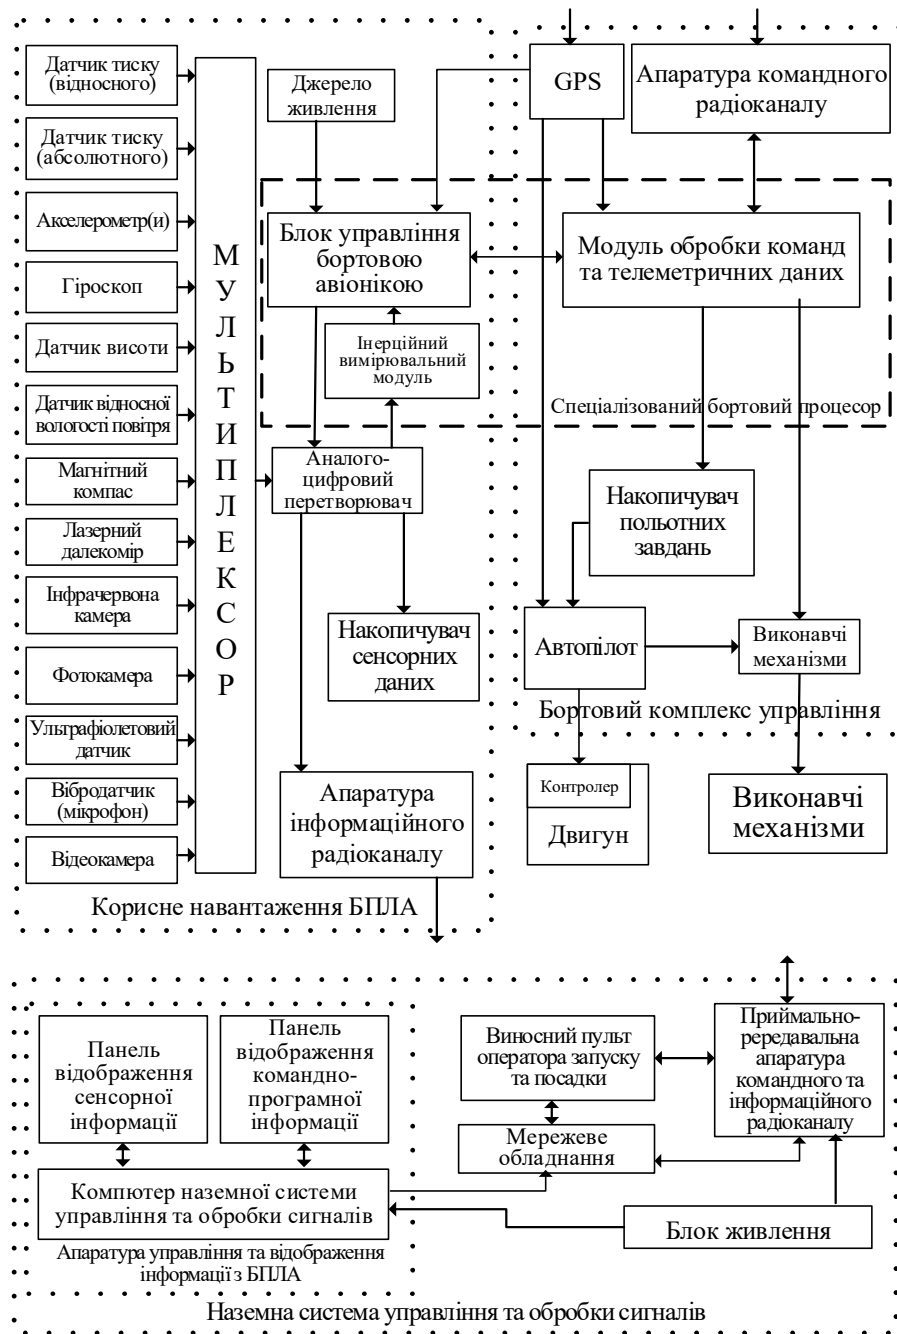 Датчик тиску
(відносного)
Датчик тиску
(абсолютного)
Акселерометр(и)
Гіроскоп
Датчик висоти
Датчик відносної
вологості повітря
Магнітний
компас
Лазерний
далекомір
Інфрачервона
камера
Фотокамера
Ультрафіолетовий
датчик
Вібродатчик
(мікрофон)
Відеокамера
М
У
Л
Ь
Т
И
П
Л
Е
К
С
О
Р
Джерело
живлення
Блок управління
бортовою
авіонікою
Інерційний
вимірювальний
модуль
Аналого-
цифровий
перетворювач
Накопичувач
сенсорних
даних
Апаратура
інформаційного
радіоканалу
Корисне навантаження БПЛА
GPS
Апаратура командного
радіоканалу
Модуль обробки команд
та телеметричних даних
Спеціалізований бортовий процесор
Накопичувач
польотних
завдань
Автопілот
Виконавчі
механізми
Бортовий комплекс управління
Контролер
Двигун
Виконавчі
механізми
Панель
відображення
сенсорної
інформації
Панель
відображення
командно-
програмної
інформації
Компютер наземної системи
управління та обробки сигналів
Апаратура управління та відображення
інформації з БПЛА
Виносний пульт
оператора запуску
та посадки
Мережеве
обладнання
Приймально-
рередавальна
апаратура
командного та
інформаційного
радіоканалу
Блок живлення
Наземна система управління та обробки сигналів